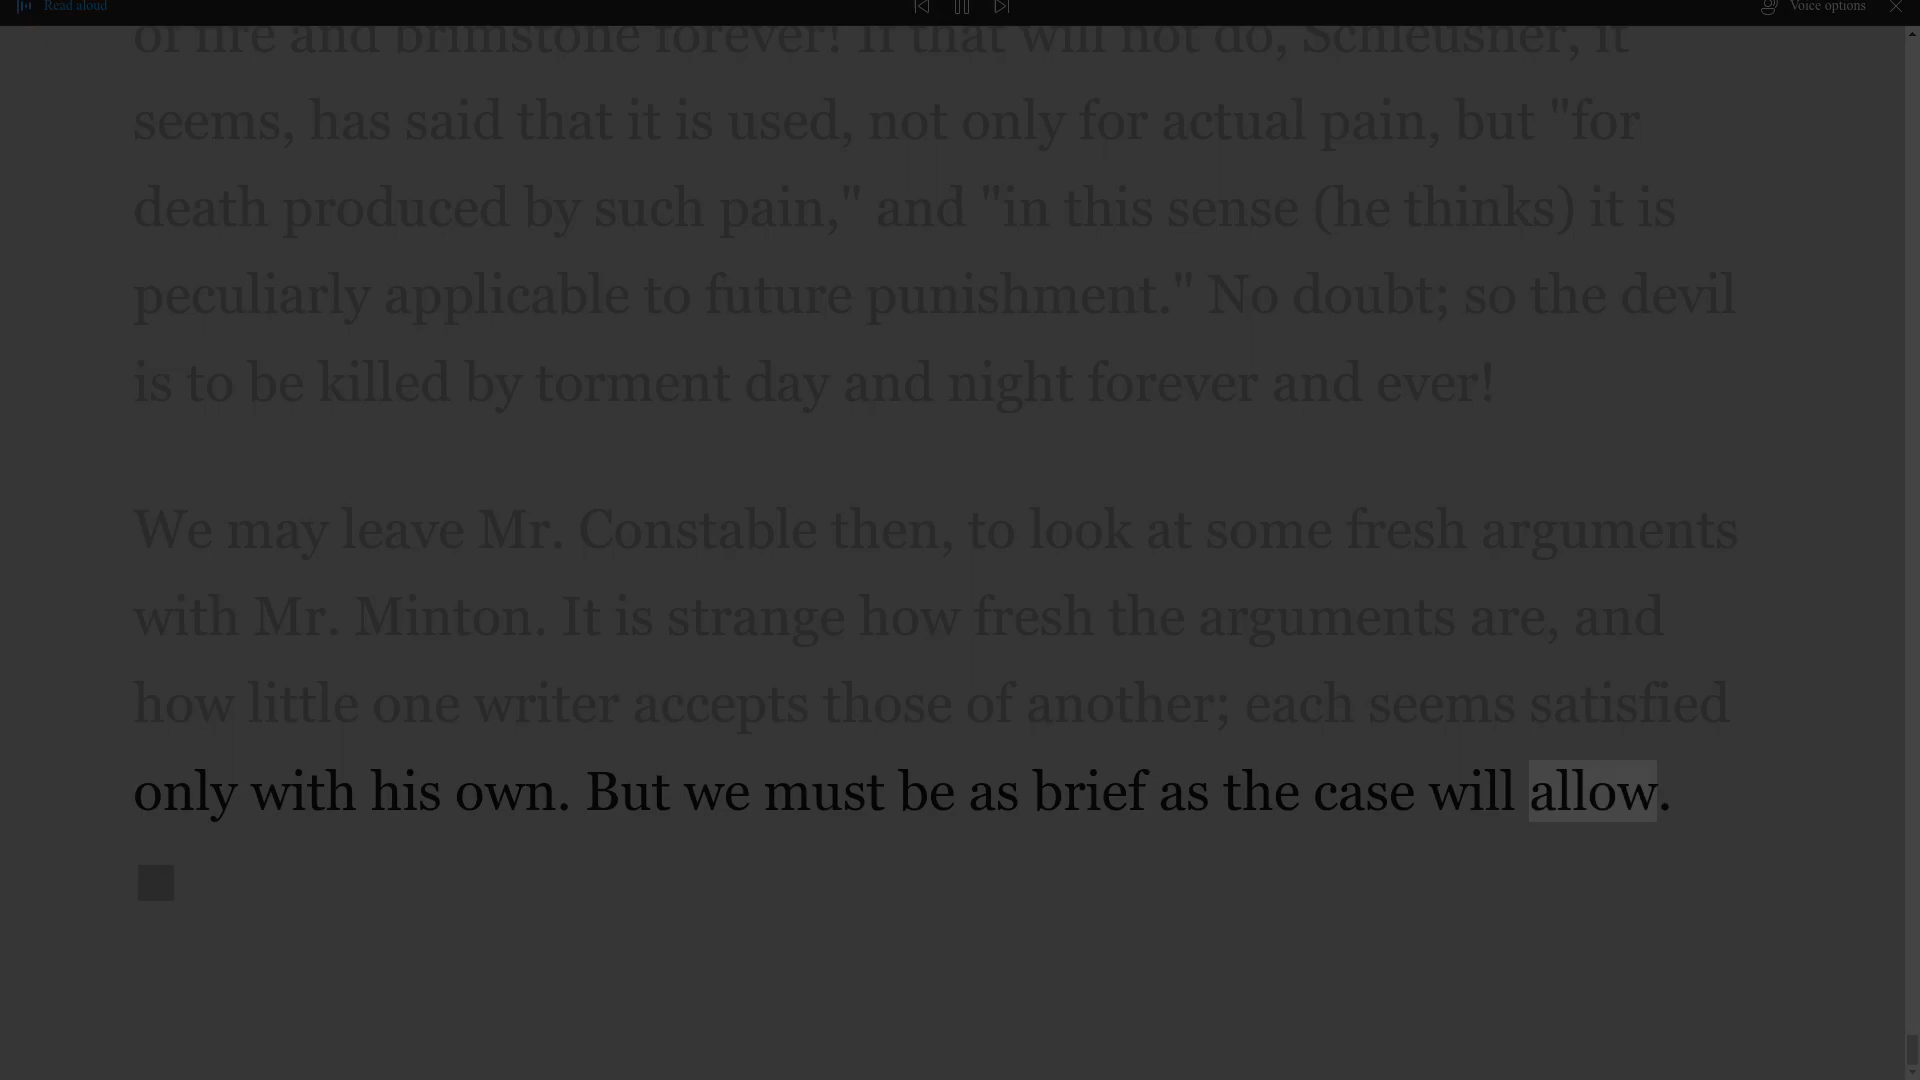 Read aloud
Voice options
of fire and brimstone forever! If that will not do, Schleusner, it
seems, has said that it is used, not only for actual pain, but "for
death produced by such pain," and "in this sense (he thinks) it is
peculiarly applicable to future punishment." No doubt; so the devil
is to be killed by torment day and night forever and ever!
We may leave Mr. Constable then, to look at some fresh arguments
with Mr. Minton. It is strange how fresh the arguments are, and
how little one writer accepts those of another; each seems satisfied
only with his own. But we must be as brief as the case will allow.